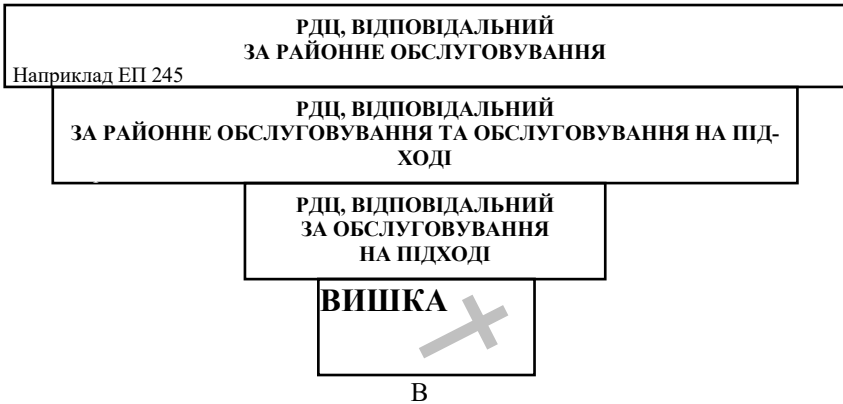 РДЦ, ВІДПОВІДАЛЬНИЙ
ЗА РАЙОННЕ ОБСЛУГОВУВАННЯ
Наприклад ЕП 245
РДЦ, ВІДПОВІДАЛЬНИЙ
ЗА РАЙОННЕ ОБСЛУГОВУВАННЯ ТА ОБСЛУГОВУВАННЯ НА ПІД-
ХОДІ
РДЦ, ВІДПОВІДАЛЬНИЙ
ЗА ОБСЛУГОВУВАННЯ
НА ПІДХОДІ
ВИШКА
В